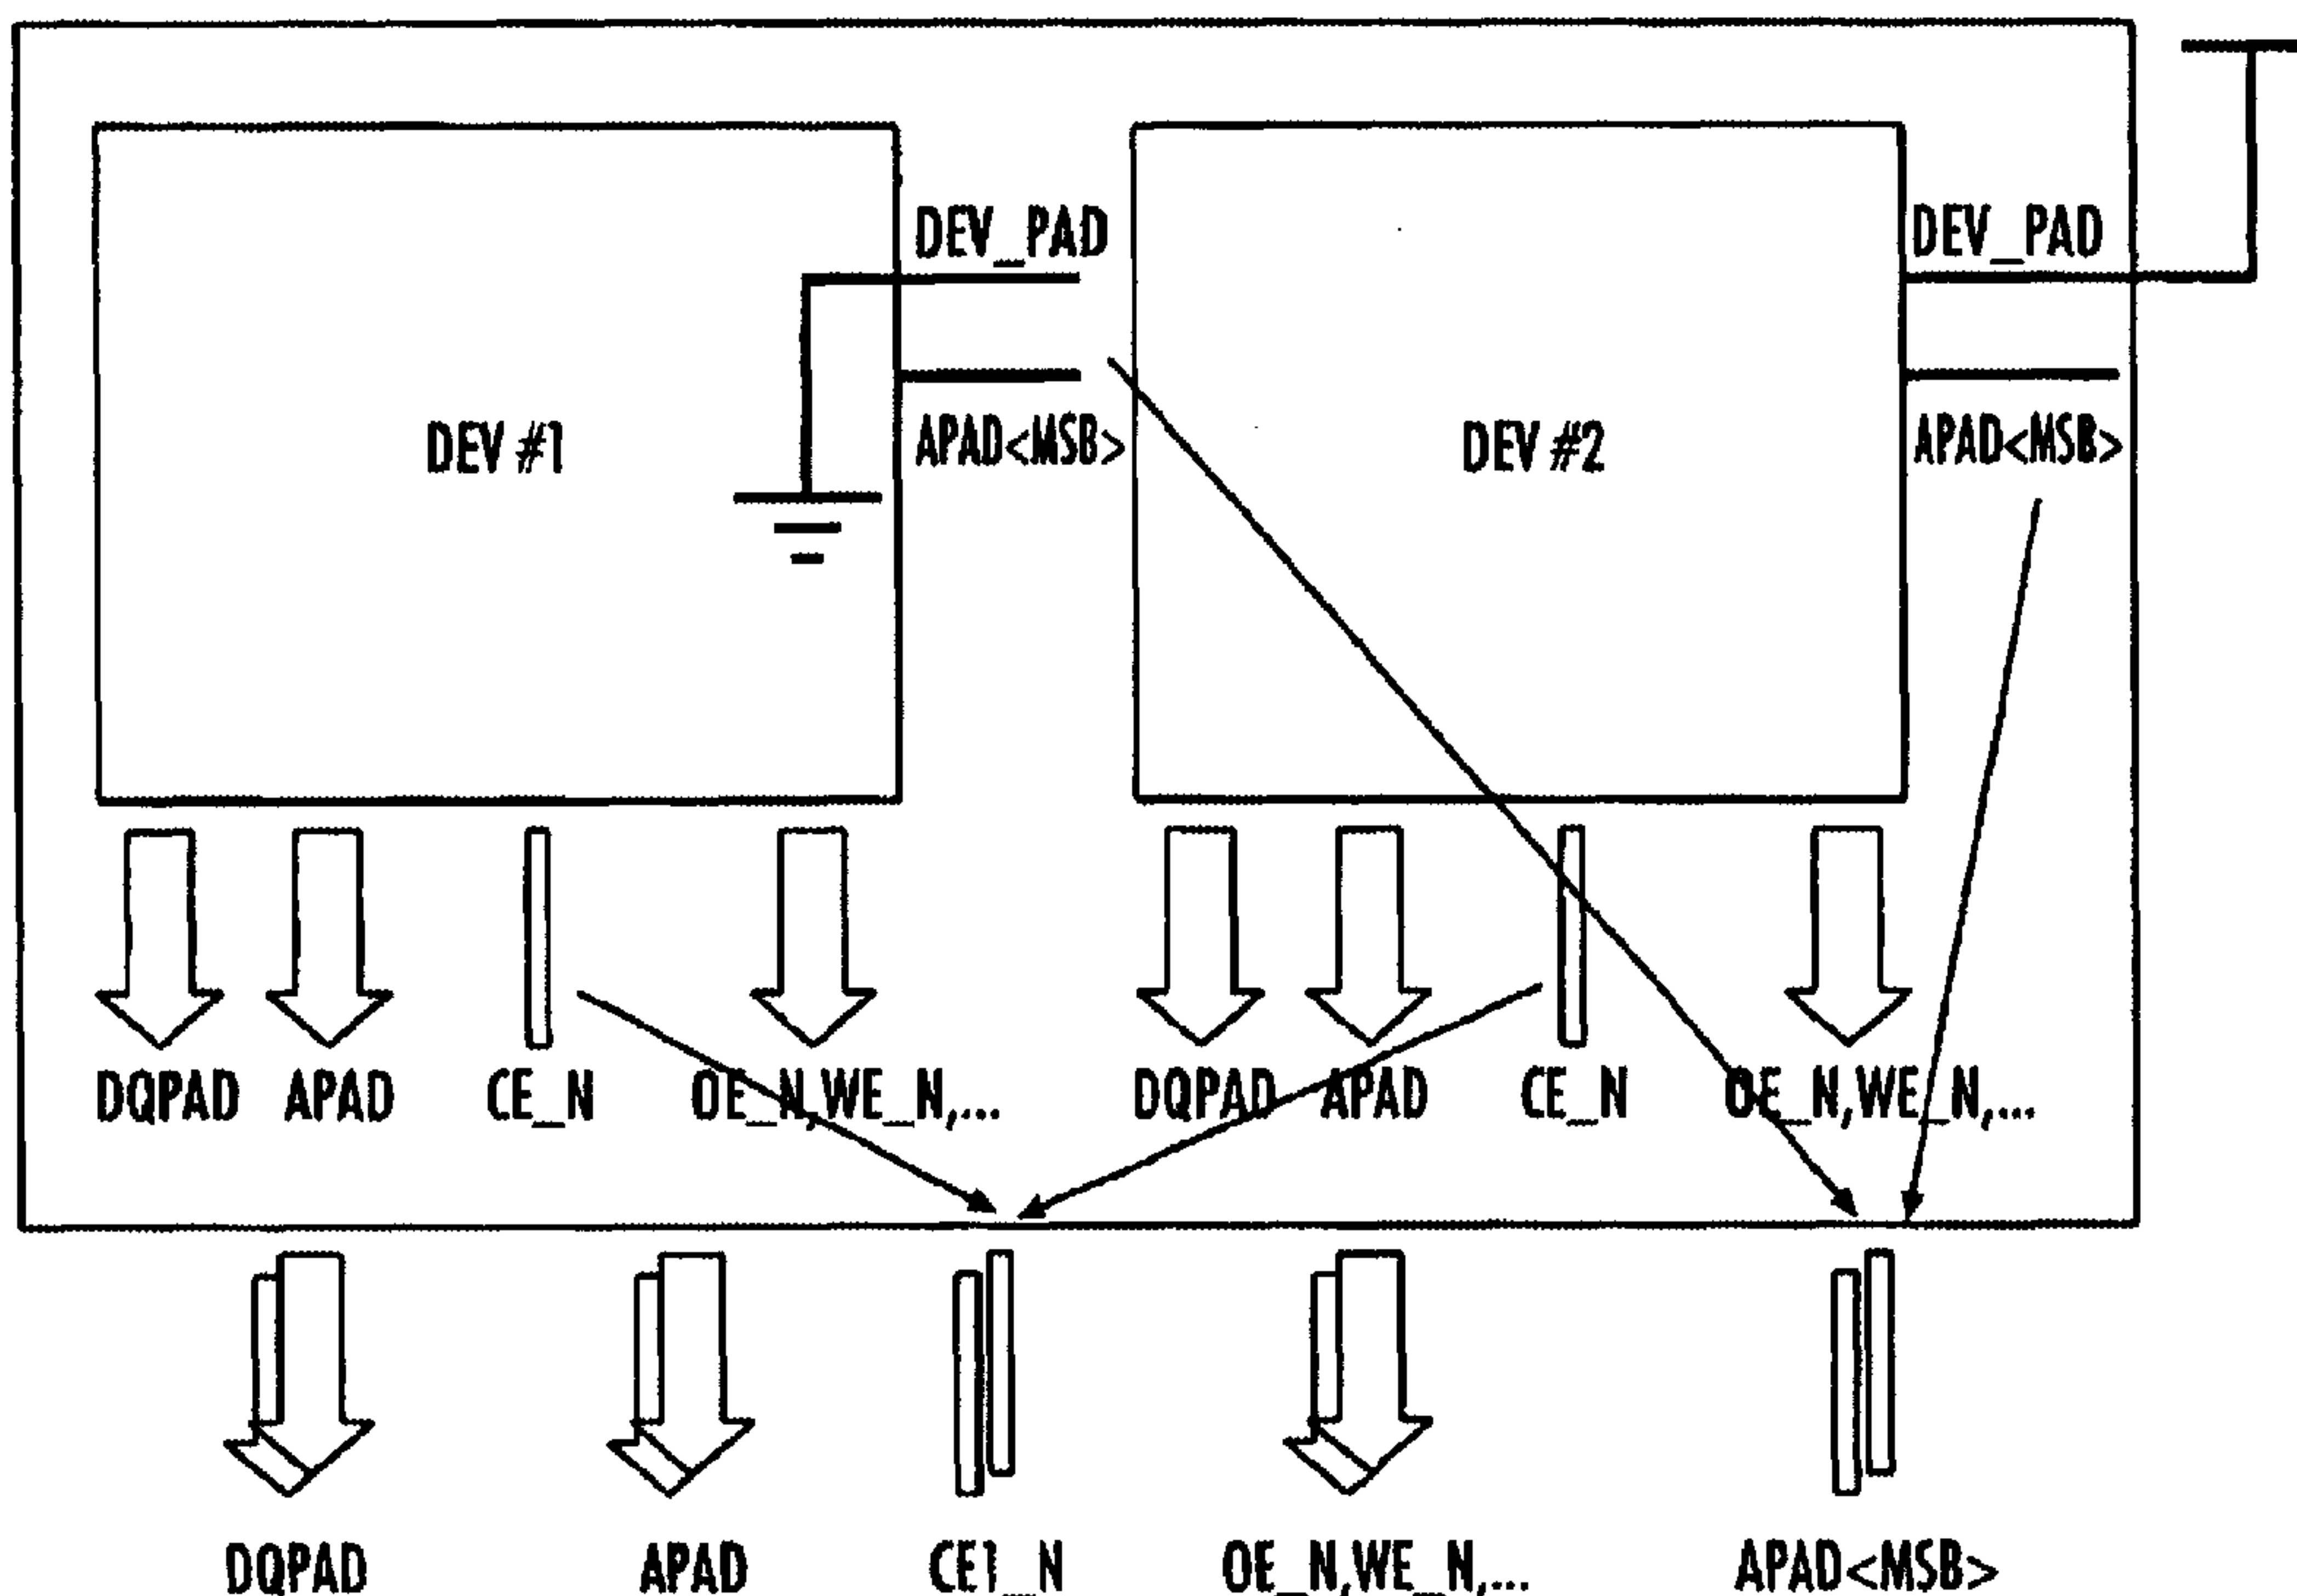 DEV_PAD DEV_PAD
DEV #1 APAD<MSB> DEV #2 APAD<MSB>
DQPAD APAD CE_N OE_N,WE_N,... DQPAD APAD CE_N OE_N,WE_N,...
DQPAD APAD CE1_N OE_N,WE_N,... APAD<MSB>